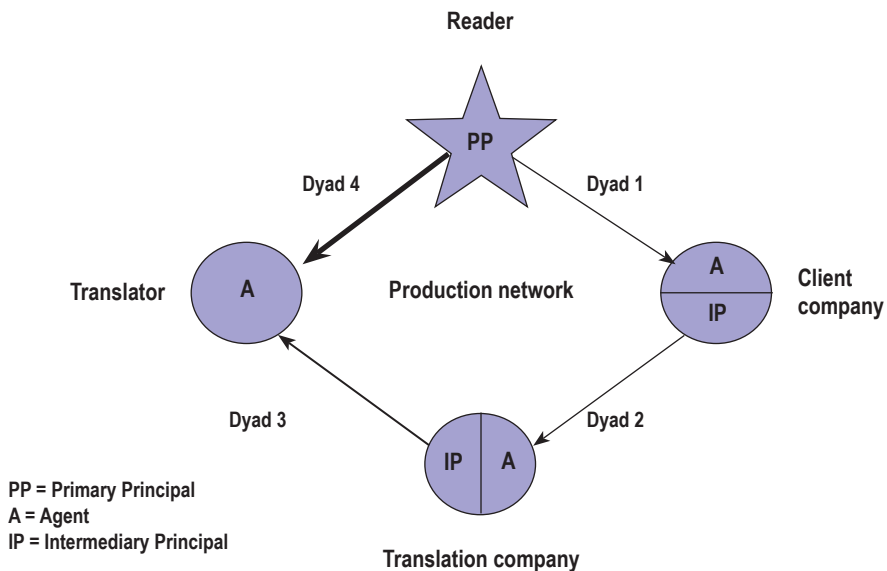 Reader
PP
Dyad 4
Dyad 1
Translator
A
Production network
A
IP
Client
company
Dyad 3
Dyad 2
IP
A
PP = Primary Principal
A = Agent
IP = Intermediary Principal
Translation company